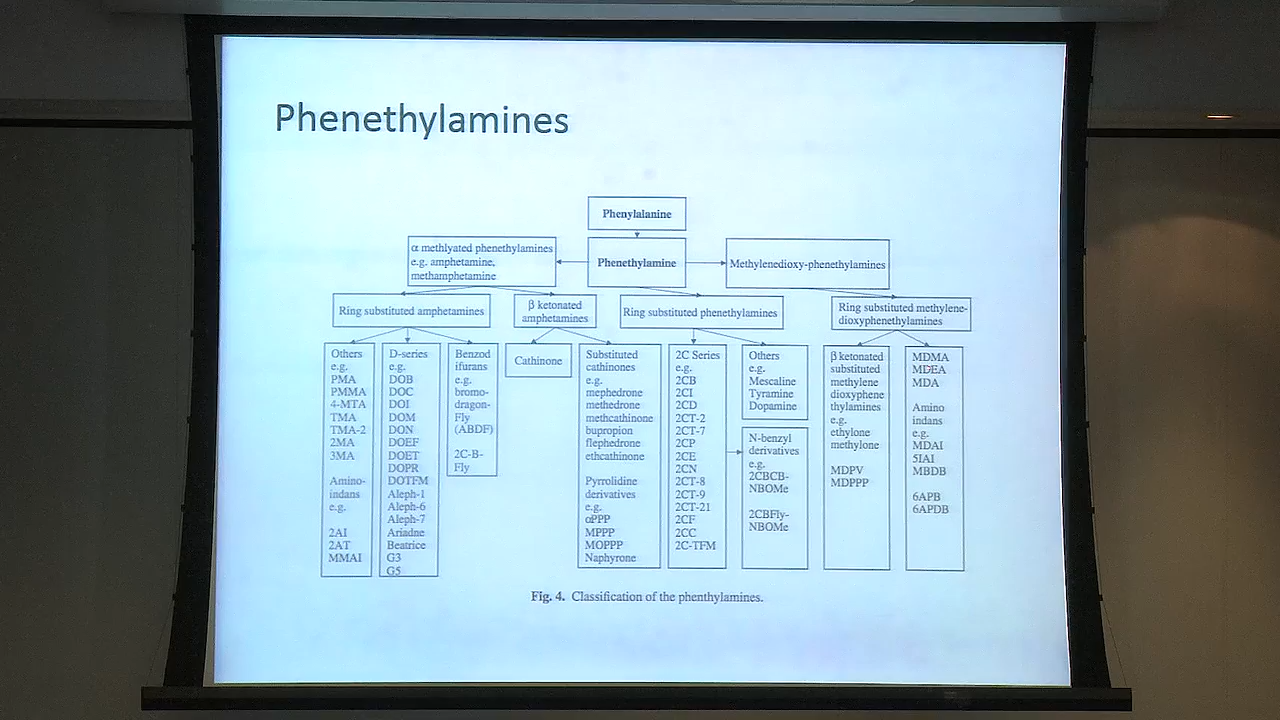 Phenethylamines
Phenylalanine
α methlyated phenethylamines
e.g. amphetamine,
methamphetamine
Phenethylamine
Methylenedioxy-phenethylamines
Ring substituted amphetamines
β ketonated
amphetamines
Ring substituted phenethylamines
Ring substituted methylene-
dioxyphenethylamines
Others
e.g.
PMA
PMMA
4-MTA
TMA
TMA-2
2MA
3MA
Amino-
indans
e.g.
2AI
2AT
MMAI
D-series
e.g.
DOB
DOC
DOI
DOM
DON
DOEF
DOET
DOPR
DOTFM
Aleph-1
Aleph-6
Aleph-7
Ariadne
Beatrice
G3
G5
Benzod
ifurans
e.g.
bromo-
dragon-
Fly
(ABDF)
2C-B-
Fly
Cathinone
Substituted
cathinones
e.g.
mephedrone
methedrone
methcathinone
bupropion
flephedrone
ethcathinone
Pyrrolidine
derivatives
e.g.
αPPP
MPPP
MOPPP
Naphyrone
2C Series
e.g.
2CB
2CI
2CD
2CT-2
2CT-7
2CP
2CE
2CN
2CT-8
2CT-9
2CT-21
2CF
2CC
2C-TFM
Others
e.g.
Mescaline
Tyramine
Dopamine
N-benzyl
derivatives
e.g.
2CBCB-
NBOMe
2CBFly-
NBOMe
β ketonated
substituted
methylene
dioxyphene
thylamines
e.g.
ethylone
methylone
MDPV
MDPPP
MDMA
MDEA
MDA
Amino
indans
e.g.
MDAI
5IAI
MBDB
6APB
6APDB
Fig. 4. Classification of the phenthylamines.